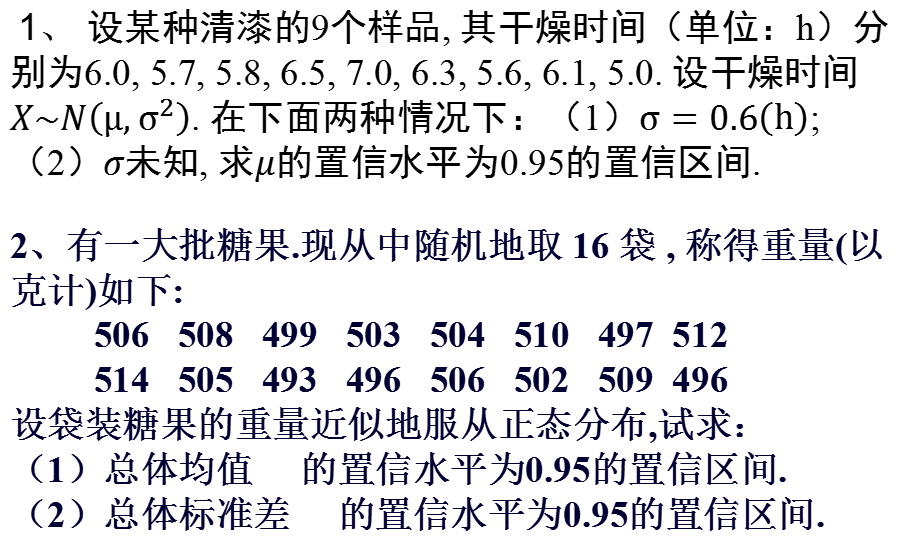 1、 设某种清漆的9个样品, 其干燥时间（单位：h）分
别为6.0, 5.7, 5.8, 6.5, 7.0, 6.3, 5.6, 6.1, 5.0. 设干燥时间
X~N(μ, σ²). 在下面两种情况下：（1）σ = 0.6(h);
（2）σ未知, 求μ的置信水平为0.95的置信区间.
2、有一大批糖果.现从中随机地取 16 袋 , 称得重量(以
克计)如下:
506 508 499 503 504 510 497 512
514 505 493 496 506 502 509 496
设袋装糖果的重量近似地服从正态分布,试求：
（1）总体均值 的置信水平为0.95的置信区间.
（2）总体标准差 的置信水平为0.95的置信区间.